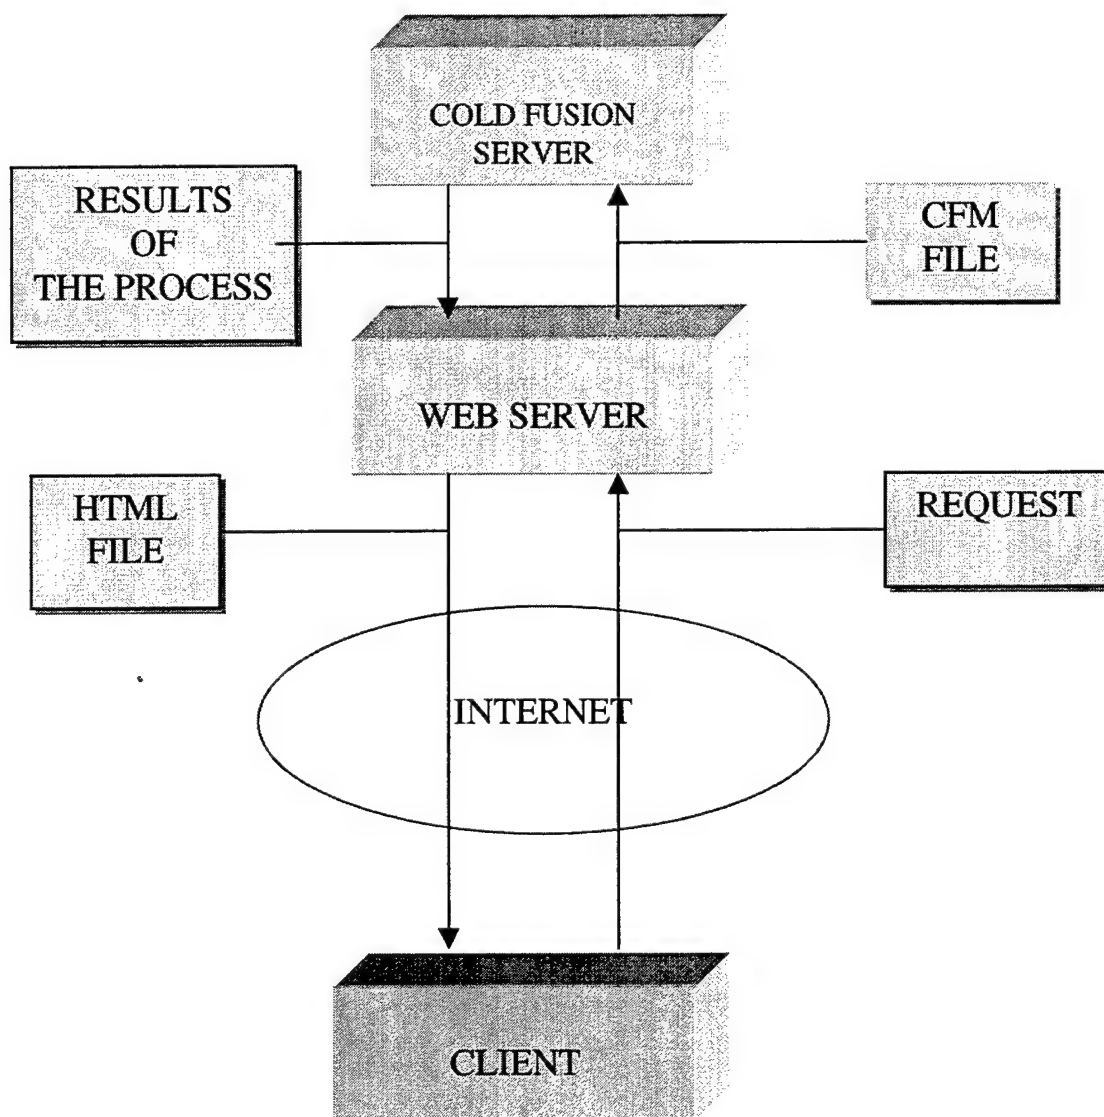 COLD FUSION
SERVER
RESULTS
OF
THE PROCESS
CFM
FILE
WEB SERVER
HTML
FILE
REQUEST
INTERNET
CLIENT